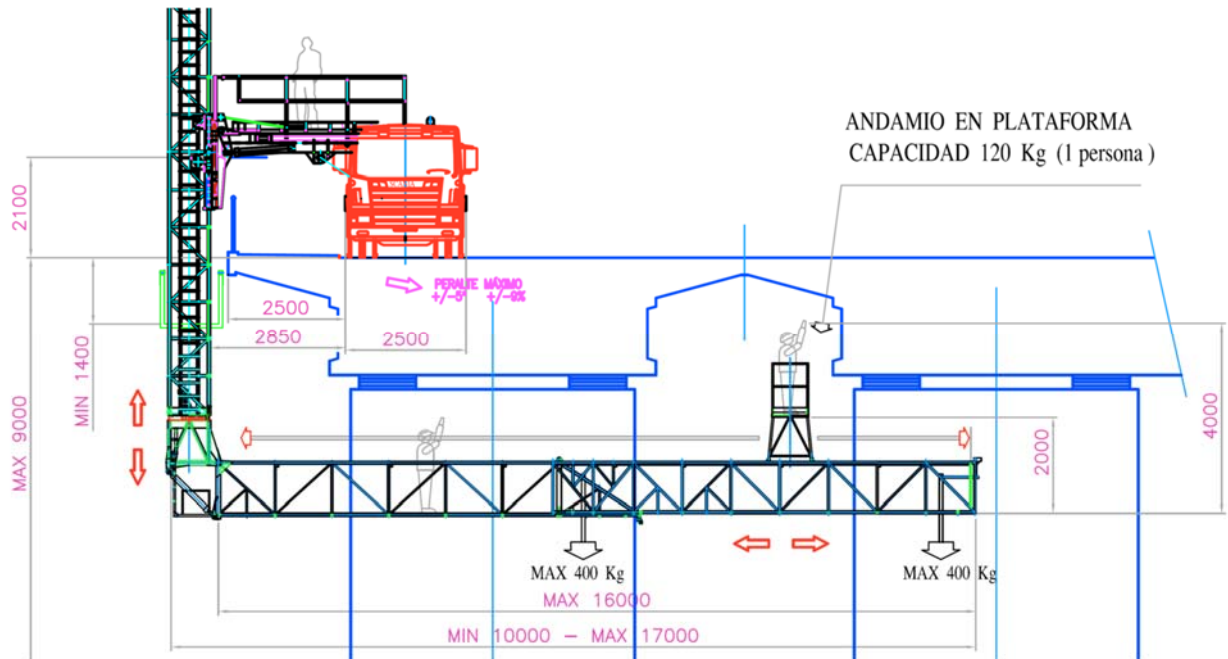 ANDAMIO EN PLATAFORMA
CAPACIDAD 120 Kg (1 persona)
2100
SCANIA
PERALTE MÁXIMO
+/-5° +/-9%
2500
2850
2500
MIN 1400
MAX 9000
4000
2000
MAX 400 Kg
MAX 400 Kg
MAX 16000
MIN 10000 - MAX 17000